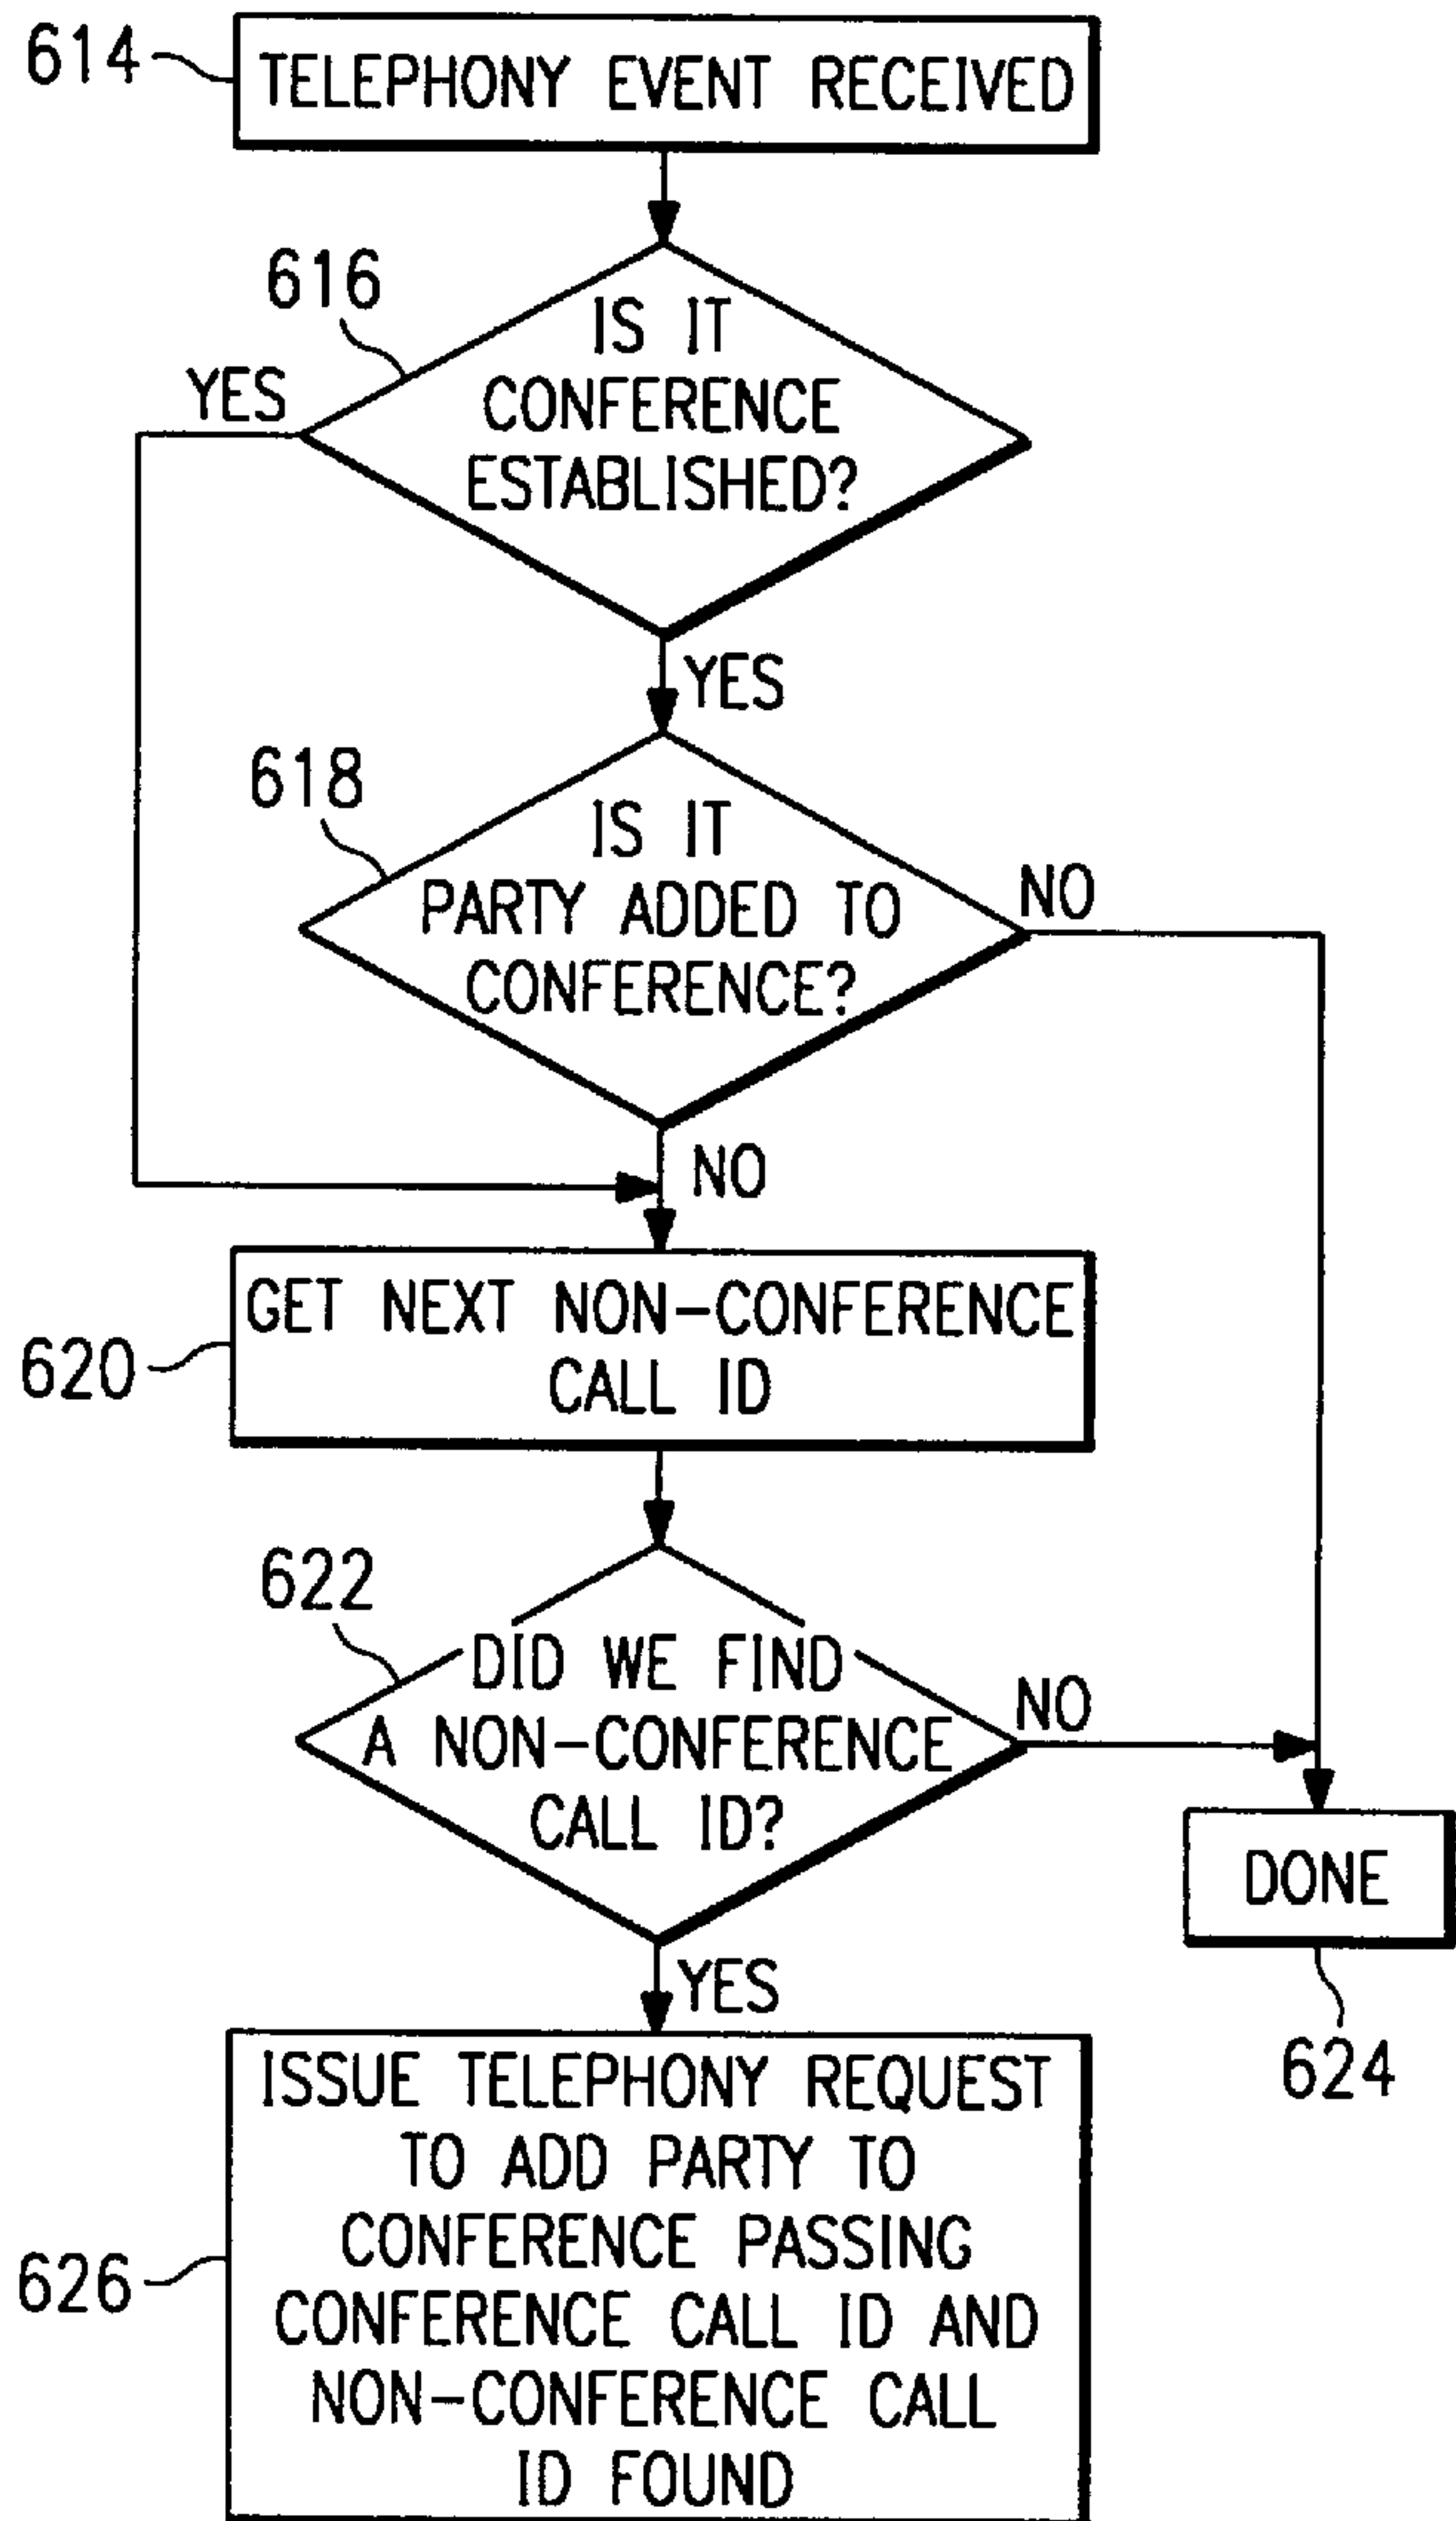 614
TELEPHONY EVENT RECEIVED
616
IS IT
CONFERENCE
ESTABLISHED?
YES
YES
618
IS IT
PARTY ADDED TO
CONFERENCE?
NO
NO
620
GET NEXT NON-CONFERENCE
CALL ID
622
DID WE FIND
A NON-CONFERENCE
CALL ID?
NO
YES
DONE
624
626
ISSUE TELEPHONY REQUEST
TO ADD PARTY TO
CONFERENCE PASSING
CONFERENCE CALL ID AND
NON-CONFERENCE CALL
ID FOUND